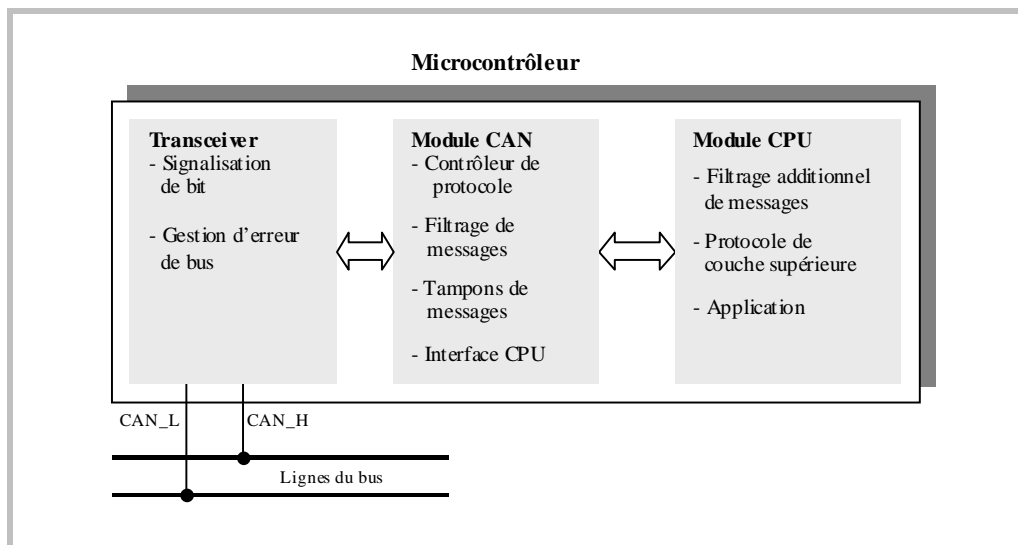 Microcontrôleur
Transceiver
- Signalisation
de bit
- Gestion d'erreur
de bus
Module CAN
- Contrôleur de
protocole
- Filtrage de
messages
- Tampons de
messages
- Interface CPU
Module CPU
- Filtrage additionnel
de messages
- Protocole de
couche supérieure
- Application
CAN_L
CAN_H
Lignes du bus